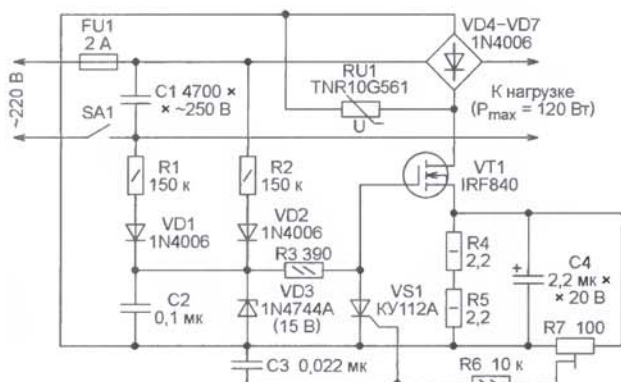 FU1
2 A
VD4–VD7
1N4006
C1 4700 ×
× ~250 В
RU1
TNR10G561
U
К нагрузке
(Pmax = 120 Вт)
~220 В
SA1
R1
150 к
R2
150 к
VT1
IRF840
VD1
1N4006
VD2
1N4006
R3 390
R4
2,2
C4
2,2 мк ×
× 20 В
+
C2
0,1 мк
VD3
1N4744A
(15 В)
VS1
КУ112А
R5
2,2
R7 100
C3 0,022 мк
R6 10 к